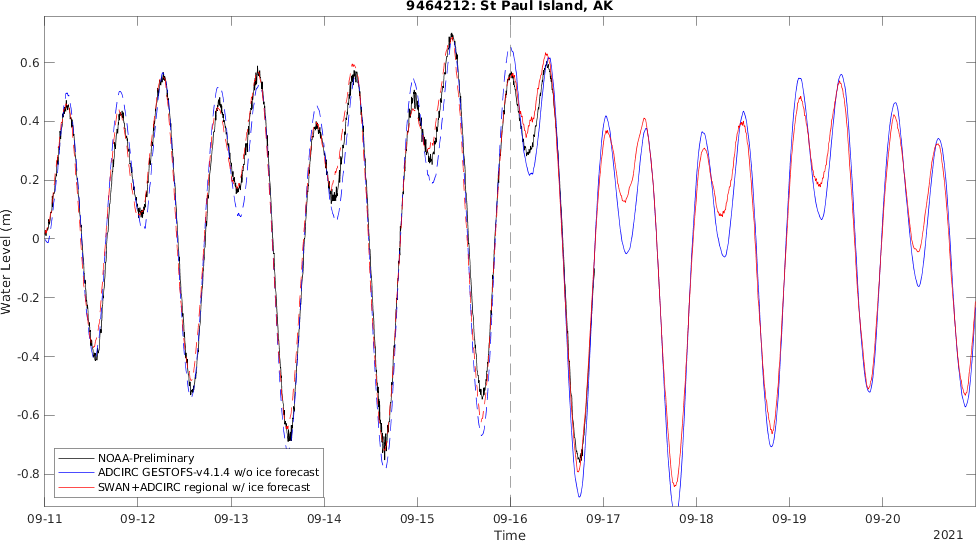 9464212: St Paul Island, AK
Water Level (m)
0.6
0.4
0.2
0
-0.2
-0.4
-0.6
-0.8
NOAA-Preliminary
ADCIRC GESTOFS-v4.1.4 w/o ice forecast
SWAN+ADCIRC regional w/ ice forecast
09-11 09-12 09-13 09-14 09-15 09-16 09-17 09-18 09-19 09-20
Time
2021